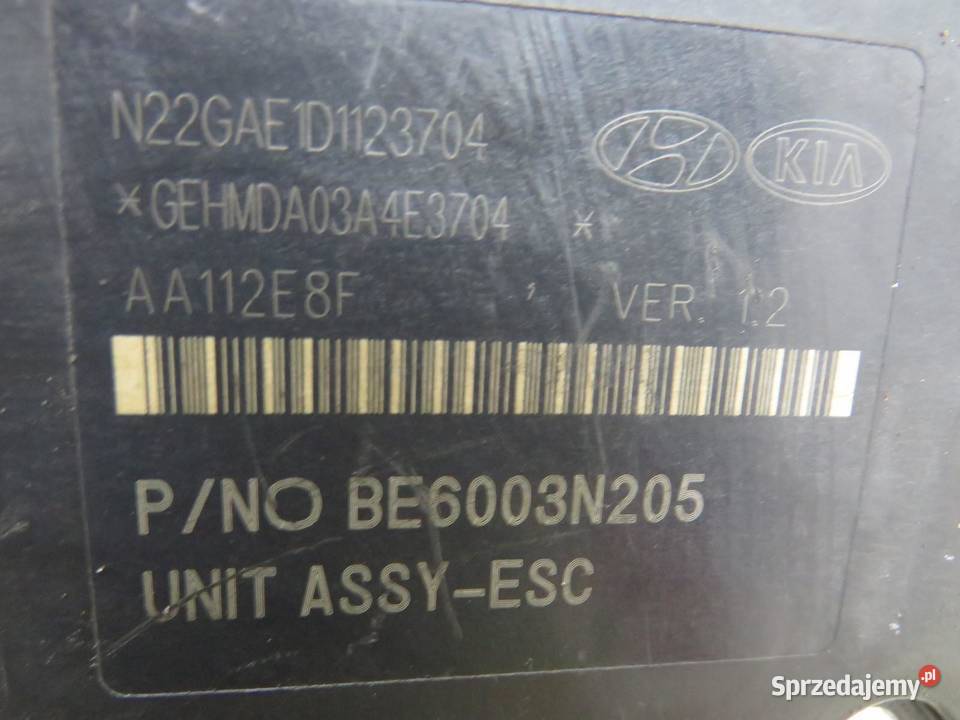 N22GAE1D1123704
KIA
*GEHMDA03A4E3704 *
AA112E8F , VER. 1.2
P/NO BE6003N205
UNIT ASSY-ESC
Sprzedajemy.pl